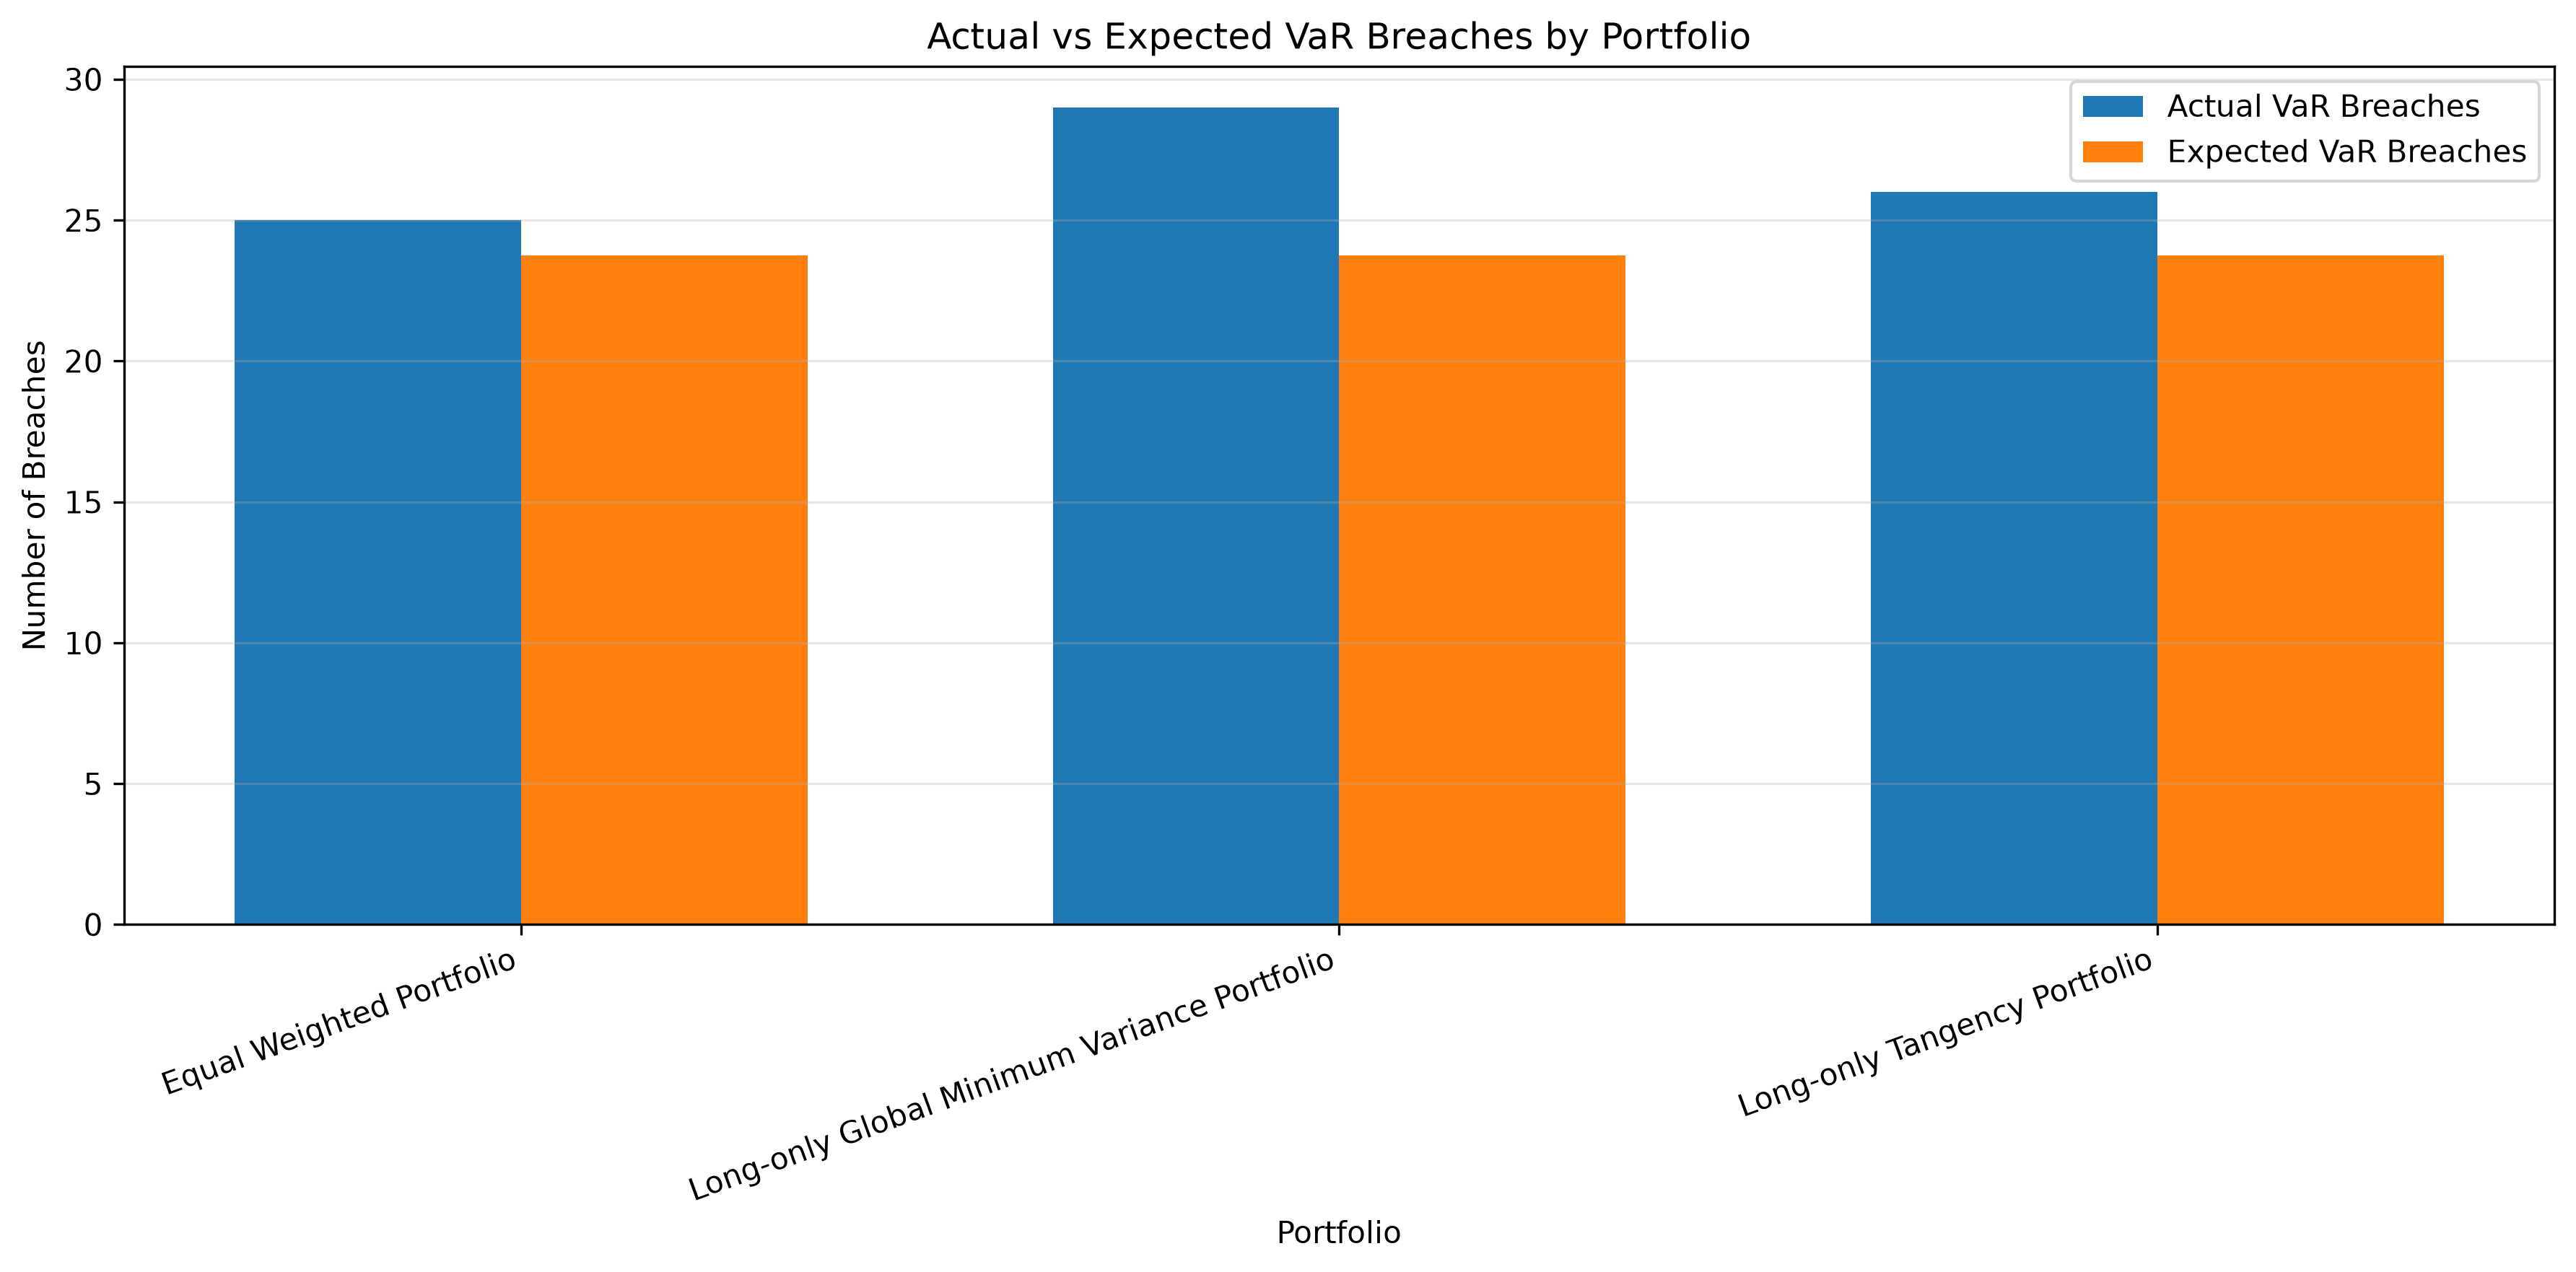 Actual vs Expected VaR Breaches by Portfolio
Actual VaR Breaches
Expected VaR Breaches
Number of Breaches
30
25
20
15
10
5
0
Equal Weighted Portfolio
Long-only Global Minimum Variance Portfolio
Long-only Tangency Portfolio
Portfolio